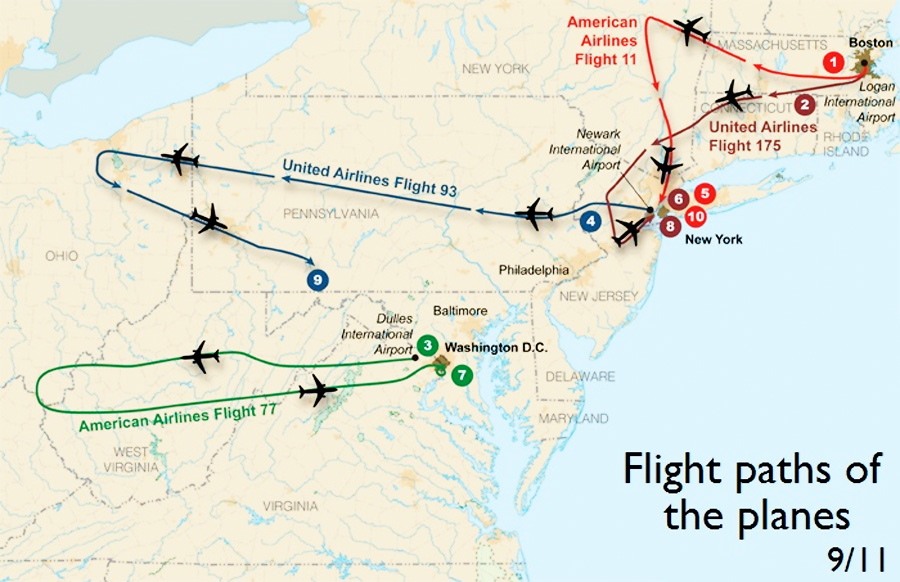 American
Airlines
Flight 11
MASSACHUSETTS
Boston
1
NEW YORK
Logan
International
Airport
2
CONNECTICUT
United Airlines
Flight 175
RHODE
ISLAND
Newark
International
Airport
United Airlines Flight 93
6
5
4
8
10
New York
PENNSYLVANIA
OHIO
9
Philadelphia
NEW JERSEY
Dulles
International
Airport
Baltimore
3
Washington D.C.
7
DELAWARE
MARYLAND
American Airlines Flight 77
WEST
VIRGINIA
VIRGINIA
Flight paths of
the planes
9/11